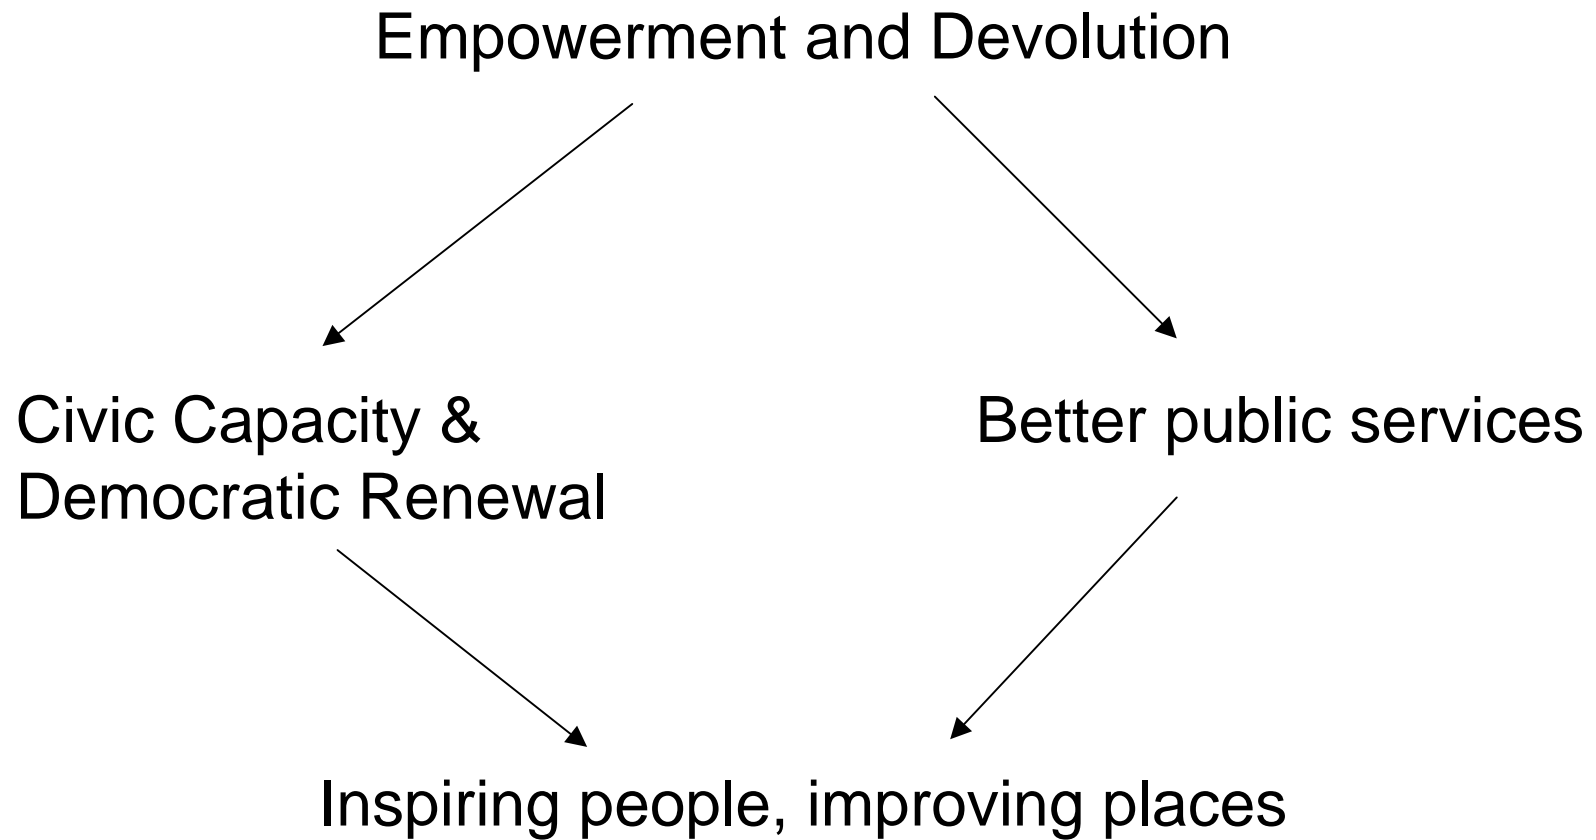 Empowerment and Devolution
Civic Capacity &
Democratic Renewal
Better public services
Inspiring people, improving places